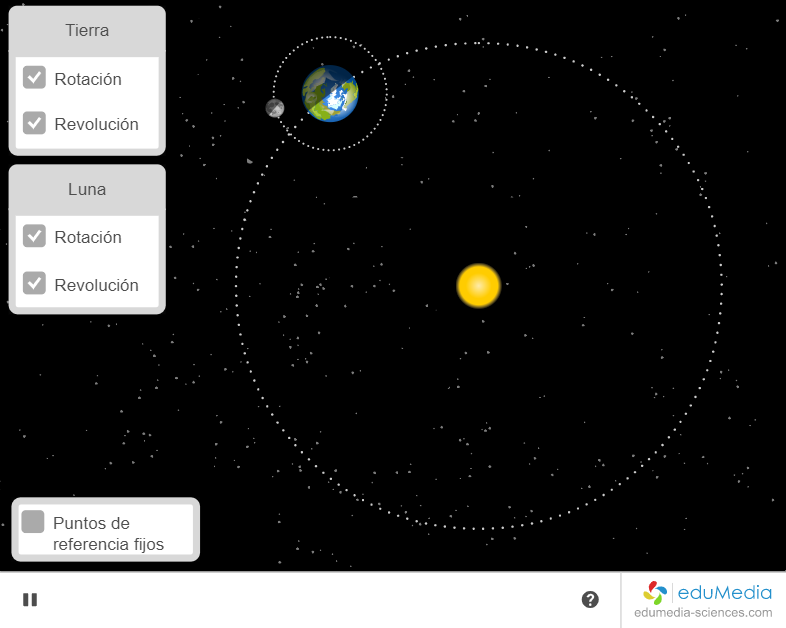 Tierra
Rotación
Revolución
Luna
Rotación
Revolución
Puntos de
referencia fijos
?
eduMedia
edumedia-sciences.com